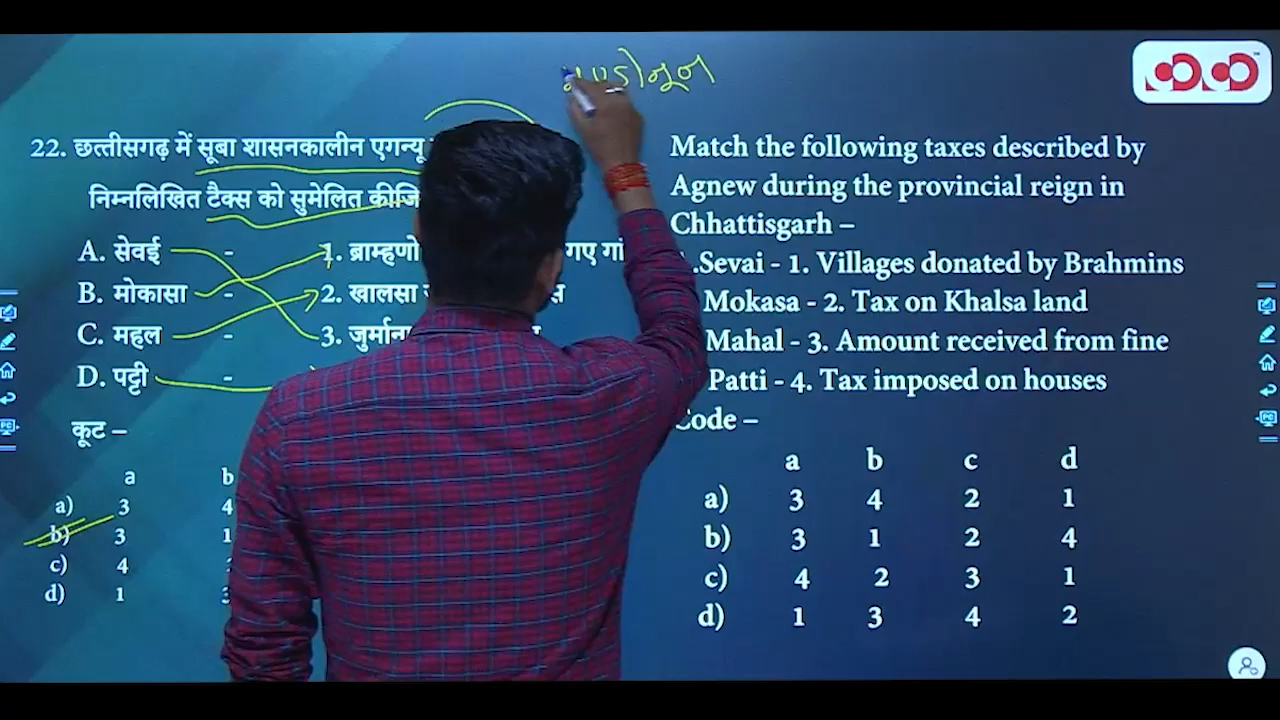 22. छत्तीसगढ़ में सूबा शासनकालीन एगन्यू
निम्नलिखित टैक्स को सुमेलित कीजि
A. सेवई - 1. ब्राम्हणो गए गां
B. मोकासा - 2. खालसा
C. महल - 3. जुर्माना
D. पट्टी -
कूट –
a b
a) 3 4
b) 3 1
c) 4
d) 1
Match the following taxes described by
Agnew during the provincial reign in
Chhattisgarh –
.Sevai - 1. Villages donated by Brahmins
Mokasa - 2. Tax on Khalsa land
Mahal - 3. Amount received from fine
Patti - 4. Tax imposed on houses
Code –
a b c d
a) 3 4 2 1
b) 3 1 2 4
c) 4 2 3 1
d) 1 3 4 2